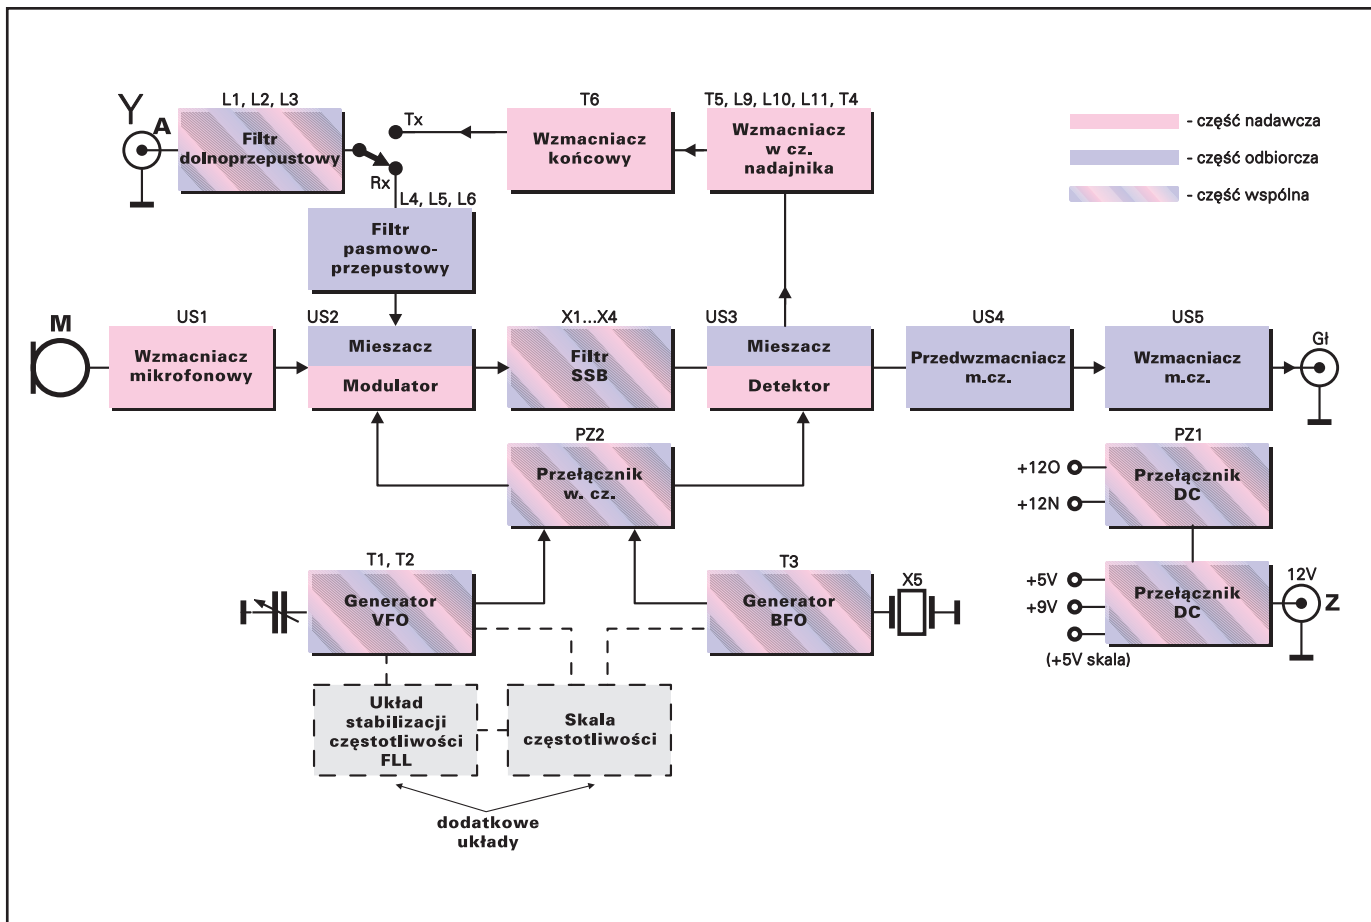 L1, L2, L3
Y
A
Filtr
dolnoprzepustowy
Tx
Rx
T6
Wzmacniacz
końcowy
T5, L9, L10, L11, T4
Wzmacniacz
w cz.
nadajnika
- część nadawcza
- część odbiorcza
- część wspólna
L4, L5, L6
Filtr
pasmowo-
przepustowy
M
US1
Wzmacniacz
mikrofonowy
US2
Mieszacz
Modulator
X1...X4
Filtr
SSB
US3
Mieszacz
Detektor
US4
Przedwzmacniacz
m.cz.
US5
Wzmacniacz
m.cz.
Gł
PZ2
Przełącznik
w. cz.
PZ1
+12O
+12N
Przełącznik
DC
T1, T2
Generator
VFO
T3
Generator
BFO
X5
+5V
+9V
(+5V skala)
Przełącznik
DC
12V
Z
Układ
stabilizacji
częstotliwości
FLL
Skala
częstotliwości
dodatkowe
układy